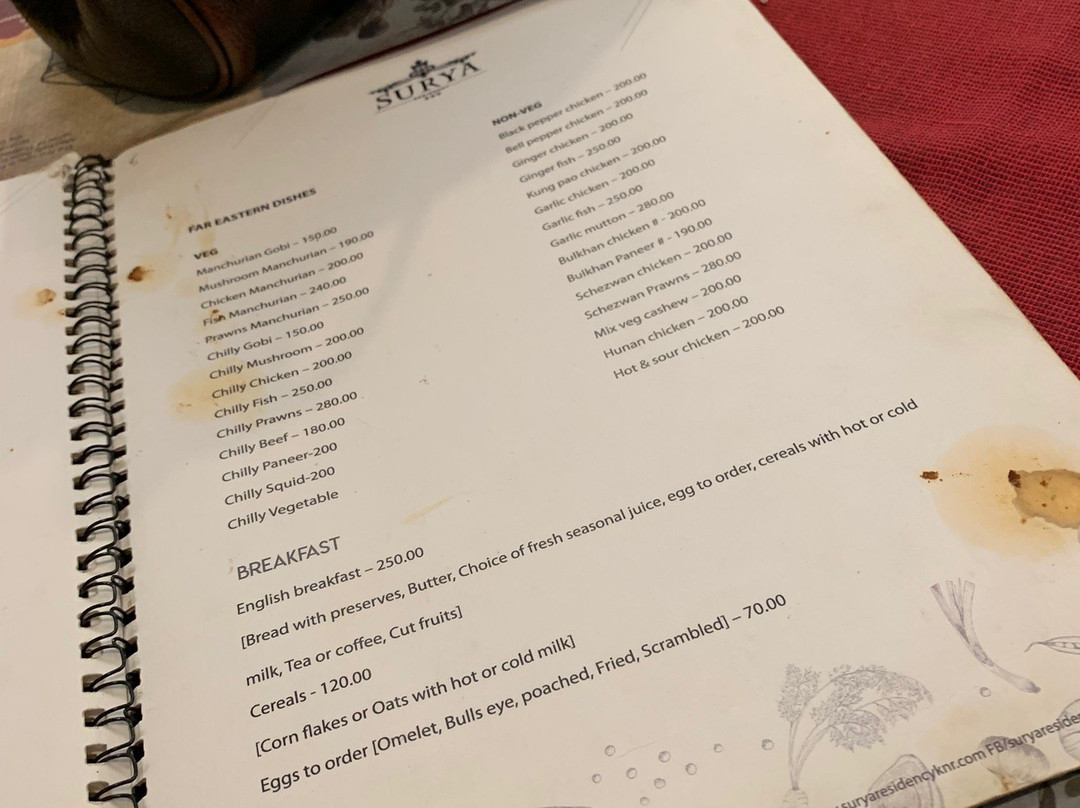 SURYA
FAR EASTERN DISHES
VEG
Manchurian Gobi – 150.00
Mushroom Manchurian – 190.00
Chicken Manchurian – 200.00
Fish Manchurian – 240.00
Prawns Manchurian – 250.00
Chilly Gobi – 150.00
Chilly Mushroom – 200.00
Chilly Chicken – 200.00
Chilly Fish – 250.00
Chilly Prawns – 280.00
Chilly Beef – 180.00
Chilly Paneer-200
Chilly Squid-200
Chilly Vegetable
NON-VEG
Black pepper chicken – 200.00
Bell pepper chicken – 200.00
Ginger chicken – 200.00
Ginger fish – 250.00
Kung pao chicken – 200.00
Garlic chicken – 200.00
Garlic fish – 250.00
Garlic mutton – 280.00
Bulkhan chicken # - 200.00
Bulkhan Paneer # - 190.00
Schezwan chicken – 200.00
Schezwan Prawns – 280.00
Mix veg cashew – 200.00
Hunan chicken – 200.00
Hot & sour chicken – 200.00
BREAKFAST
English breakfast – 250.00
[Bread with preserves, Butter, Choice of fresh seasonal juice, egg to order, cereals with hot or cold
milk, Tea or coffee, Cut fruits]
Cereals - 120.00
[Corn flakes or Oats with hot or cold milk]
Eggs to order [Omelet, Bulls eye, poached, Fried, Scrambled] – 70.00
suryaresidencyknr.com FB/suryareside